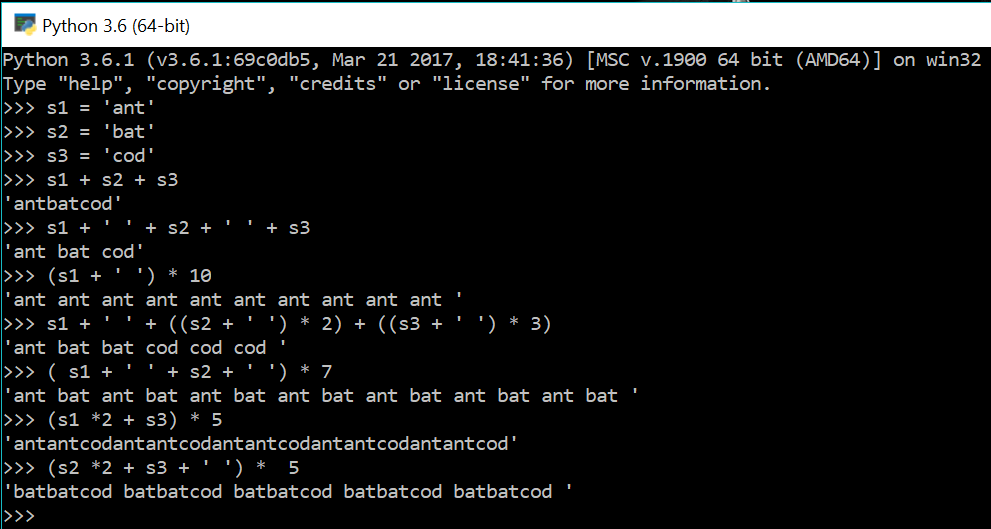 Python 3.6 (64-bit)
Python 3.6.1 (v3.6.1:69c0db5, Mar 21 2017, 18:41:36) [MSC v.1900 64 bit (AMD64)] on win32
Type "help", "copyright", "credits" or "license" for more information.
>>> s1 = 'ant'
>>> s2 = 'bat'
>>> s3 = 'cod'
>>> s1 + s2 + s3
'antbatcod'
>>> s1 + ' ' + s2 + ' ' + s3
'ant bat cod'
>>> (s1 + ' ') * 10
'ant ant ant ant ant ant ant ant ant ant '
>>> s1 + ' ' + ((s2 + ' ') * 2) + ((s3 + ' ') * 3)
'ant bat bat cod cod cod '
>>> ( s1 + ' ' + s2 + ' ') * 7
'ant bat ant bat ant bat ant bat ant bat ant bat ant bat '
>>> (s1 *2 + s3) * 5
'antantcodantantcodantantcodantantcodantantcod'
>>> (s2 *2 + s3 + ' ') *  5
'batbatcod batbatcod batbatcod batbatcod batbatcod '
>>>